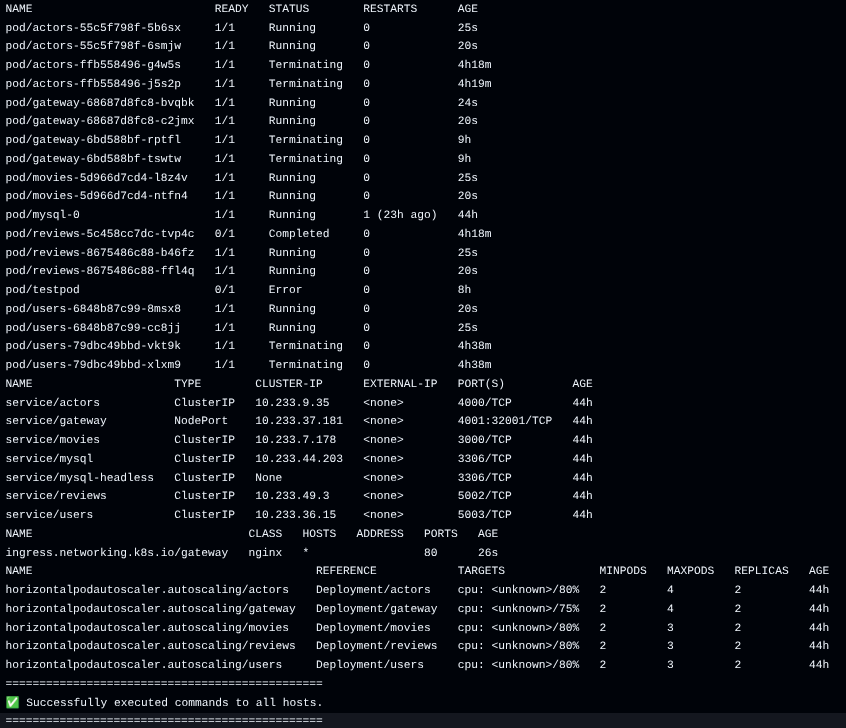 NAME READY STATUS RESTARTS AGE
pod/actors-55c5f798f-5b6sx 1/1 Running 0 25s
pod/actors-55c5f798f-6smjw 1/1 Running 0 20s
pod/actors-ffb558496-g4w5s 1/1 Terminating 0 4h18m
pod/actors-ffb558496-j5s2p 1/1 Terminating 0 4h19m
pod/gateway-68687d8fc8-bvqbk 1/1 Running 0 24s
pod/gateway-68687d8fc8-c2jmx 1/1 Running 0 20s
pod/gateway-6bd588bf-rptfl 1/1 Terminating 0 9h
pod/gateway-6bd588bf-tswtw 1/1 Terminating 0 9h
pod/movies-5d966d7cd4-l8z4v 1/1 Running 0 25s
pod/movies-5d966d7cd4-ntfn4 1/1 Running 0 20s
pod/mysql-0 1/1 Running 1 (23h ago) 44h
pod/reviews-5c458cc7dc-tvp4c 0/1 Completed 0 4h18m
pod/reviews-8675486c88-b46fz 1/1 Running 0 25s
pod/reviews-8675486c88-ffl4q 1/1 Running 0 20s
pod/testpod 0/1 Error 0 8h
pod/users-6848b87c99-8msx8 1/1 Running 0 20s
pod/users-6848b87c99-cc8jj 1/1 Running 0 25s
pod/users-79dbc49bbd-vkt9k 1/1 Terminating 0 4h38m
pod/users-79dbc49bbd-xlxm9 1/1 Terminating 0 4h38m
NAME TYPE CLUSTER-IP EXTERNAL-IP PORT(S) AGE
service/actors ClusterIP 10.233.9.35 <none> 4000/TCP 44h
service/gateway NodePort 10.233.37.181 <none> 4001:32001/TCP 44h
service/movies ClusterIP 10.233.7.178 <none> 3000/TCP 44h
service/mysql ClusterIP 10.233.44.203 <none> 3306/TCP 44h
service/mysql-headless ClusterIP None <none> 3306/TCP 44h
service/reviews ClusterIP 10.233.49.3 <none> 5002/TCP 44h
service/users ClusterIP 10.233.36.15 <none> 5003/TCP 44h
NAME CLASS HOSTS ADDRESS PORTS AGE
ingress.networking.k8s.io/gateway nginx * 80 26s
NAME REFERENCE TARGETS MINPODS MAXPODS REPLICAS AGE
horizontalpodautoscaler.autoscaling/actors Deployment/actors cpu: <unknown>/80% 2 4 2 44h
horizontalpodautoscaler.autoscaling/gateway Deployment/gateway cpu: <unknown>/75% 2 4 2 44h
horizontalpodautoscaler.autoscaling/movies Deployment/movies cpu: <unknown>/80% 2 3 2 44h
horizontalpodautoscaler.autoscaling/reviews Deployment/reviews cpu: <unknown>/80% 2 3 2 44h
horizontalpodautoscaler.autoscaling/users Deployment/users cpu: <unknown>/80% 2 3 2 44h
===============================================
✅ Successfully executed commands to all hosts.
===============================================